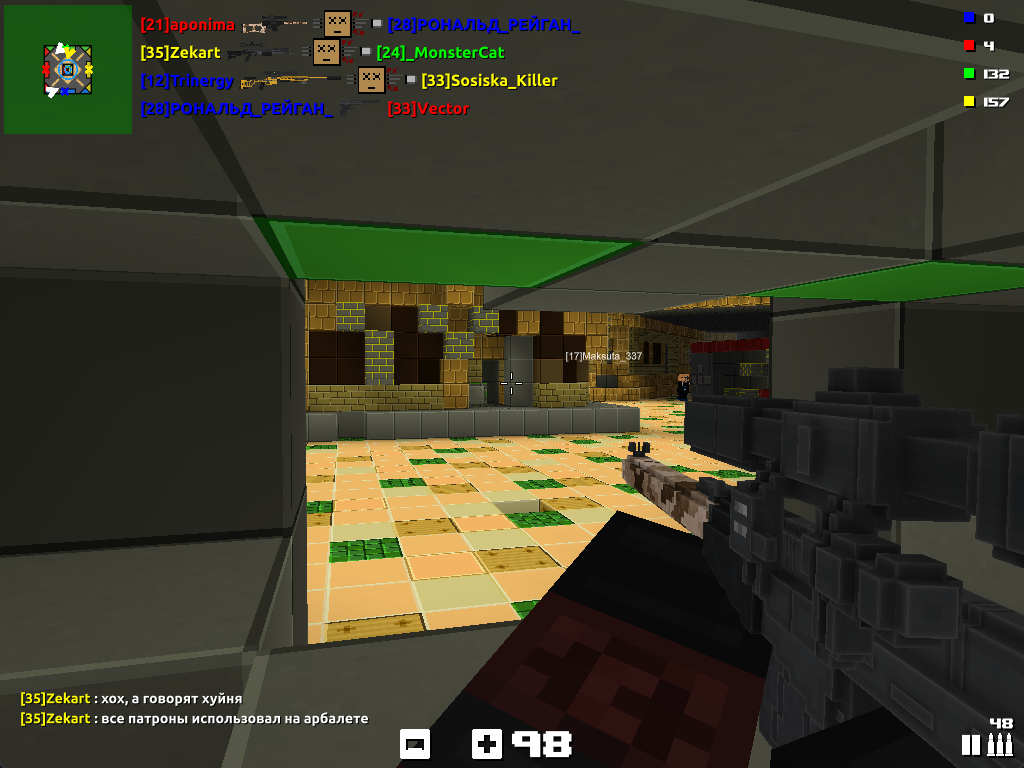 [21]aponima [28]РОНАЛЬД_РЕЙГАН_
0
[35]Zekart [24]_MonsterCat
4
[12]Trinergy [33]Sosiska_Killer
132
[28]РОНАЛЬД_РЕЙГАН_ [33]Vector
157
[17]Maksuta_337
[35]Zekart : хох, а говорят хуйня
[35]Zekart : все патроны использовал на арбалете
98
48